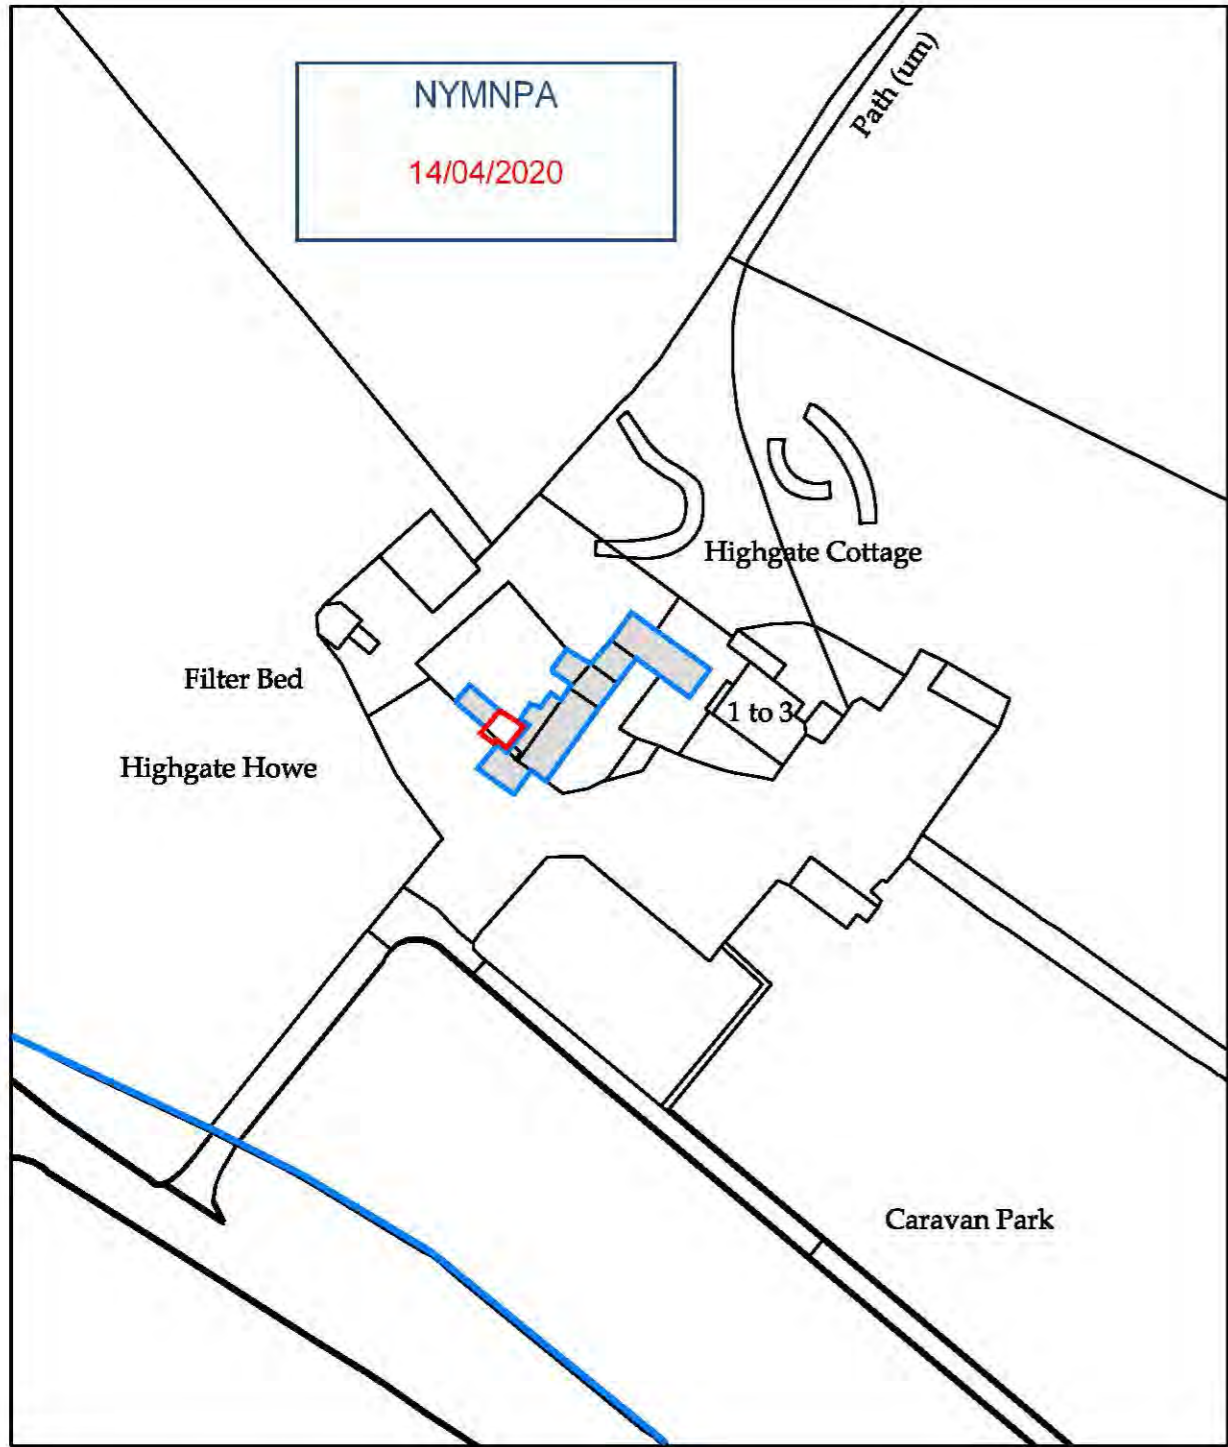 NYMNPA
14/04/2020
Path (um)
Highgate Cottage
Filter Bed
1 to 3
Highgate Howe
Caravan Park